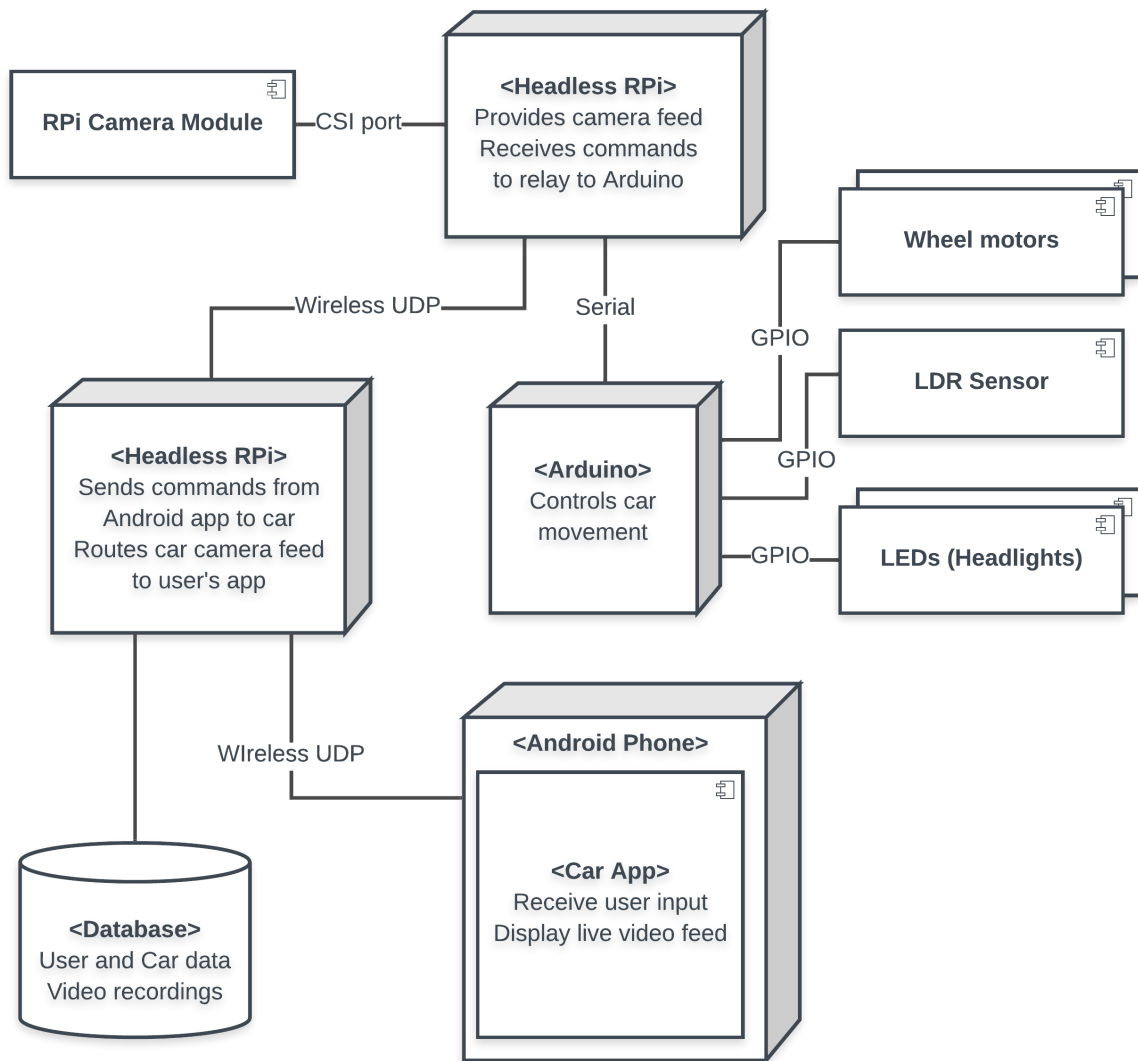 <Headless RPi>
Provides camera feed
Receives commands
to relay to Arduino
RPi Camera Module
CSI port
Wheel motors
Wireless UDP
Serial
GPIO
LDR Sensor
<Headless RPi>
Sends commands from
Android app to car
Routes car camera feed
to user's app
<Arduino>
Controls car
movement
GPIO
GPIO
LEDs (Headlights)
WIreless UDP
<Android Phone>
<Car App>
Receive user input
Display live video feed
<Database>
User and Car data
Video recordings